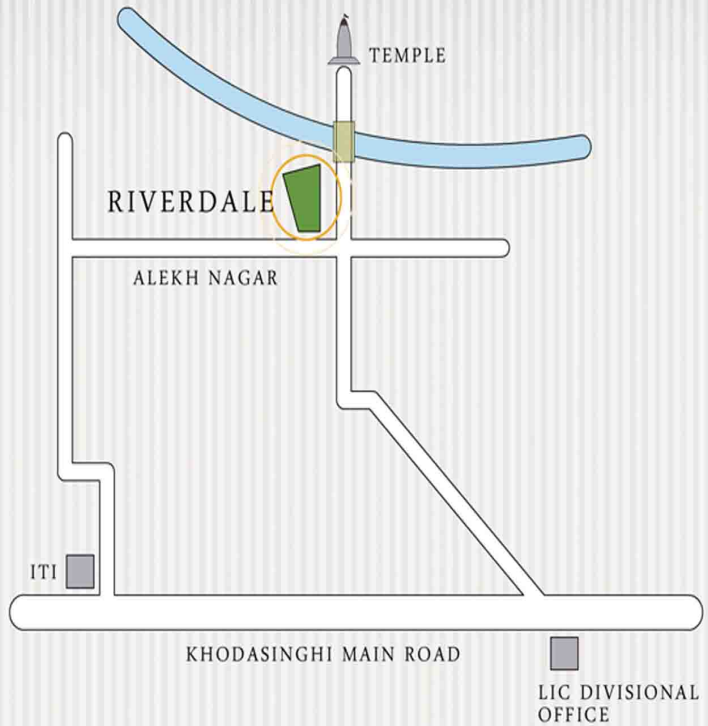 TEMPLE
RIVERDALE
ALEKH NAGAR
ITI
KHODASINGHI MAIN ROAD
LIC DIVISIONAL
OFFICE